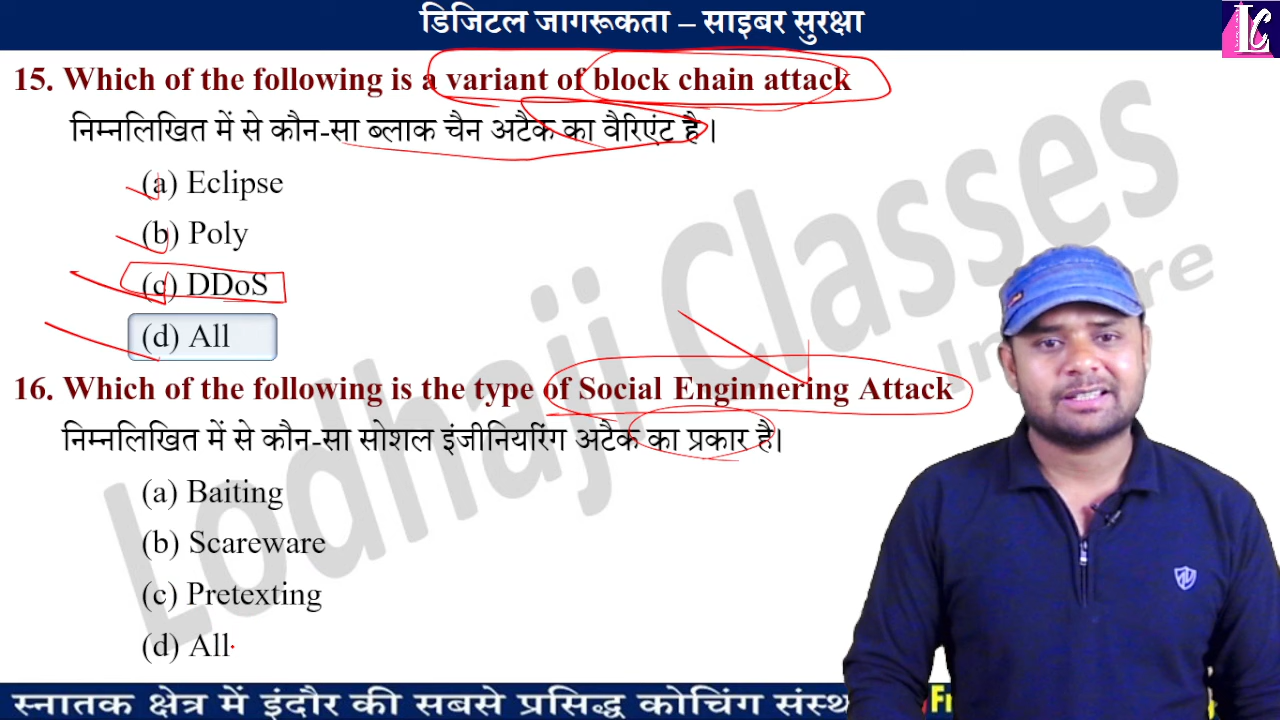 डिजिटल जागरूकता – साइबर सुरक्षा
LC
15. Which of the following is a variant of block chain attack
निम्नलिखित में से कौन-सा ब्लाक चैन अटैक का वैरिएंट है।
(a) Eclipse
(b) Poly
(c) DDoS
(d) All
16. Which of the following is the type of Social Enginnering Attack
निम्नलिखित में से कौन-सा सोशल इंजीनियरिंग अटैक का प्रकार है।
(a) Baiting
(b) Scareware
(c) Pretexting
(d) All
Lodhaji Classes
स्नातक क्षेत्र में इंदौर की सबसे प्रसिद्ध कोचिंग